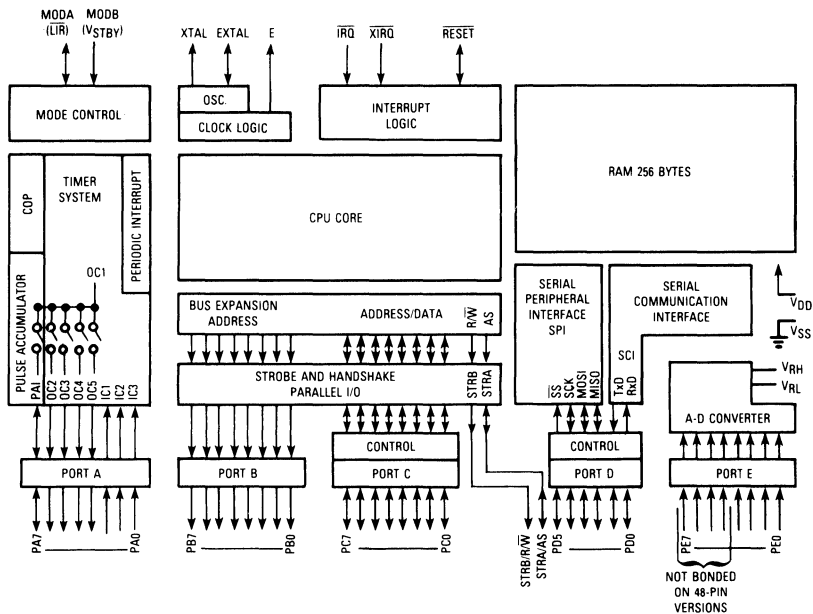 MODA MODB
(LIR) (VSTBY)
XTAL EXTAL E
IRQ XIRQ RESET
MODE CONTROL
OSC.
CLOCK LOGIC
INTERRUPT
LOGIC
RAM 256 BYTES
COP
TIMER
SYSTEM
PERIODIC INTERRUPT
CPU CORE
OC1
PULSE ACCUMULATOR
PAI
OC2
OC3
OC4
OC5
IC1
IC2
IC3
BUS EXPANSION
ADDRESS
ADDRESS/DATA
R/W
AS
STROBE AND HANDSHAKE
PARALLEL I/O
STRB
STRA
SERIAL
PERIPHERAL
INTERFACE
SPI
SS
SCK
MOSI
MISO
SERIAL
COMMUNICATION
INTERFACE
SCI
TxD
RxD
VDD
VSS
VRH
VRL
A-D CONVERTER
CONTROL
CONTROL
PORT A
PORT B
PORT C
PORT D
PORT E
PA7
PA0
PB7
PB0
PC7
PC0
STRB/R/W
STRA/AS
PD5
PD0
PE7
PE0
NOT BONDED
ON 48-PIN
VERSIONS